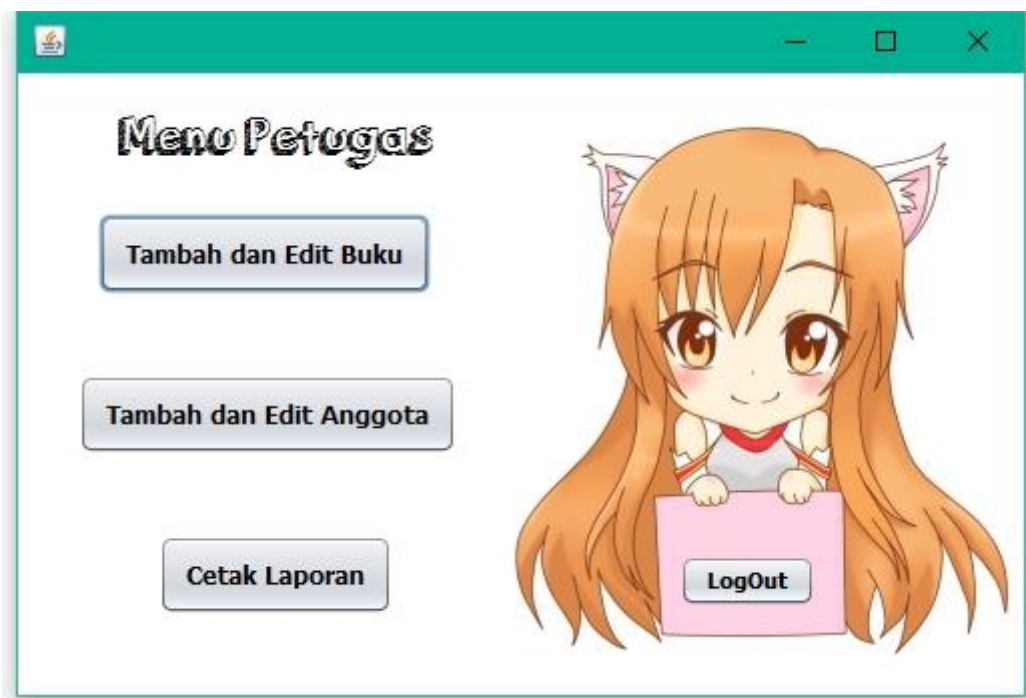 Menu Petugas
Tambah dan Edit Buku
Tambah dan Edit Anggota
Cetak Laporan
LogOut